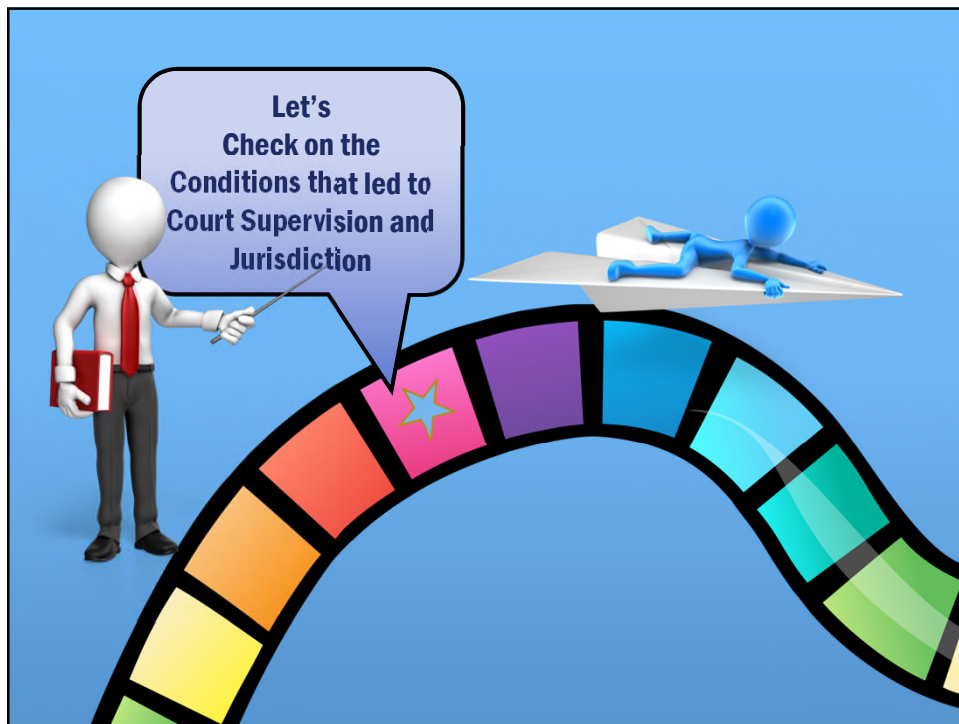 Let's
Check on the
Conditions that led to
Court Supervision and
Jurisdiction